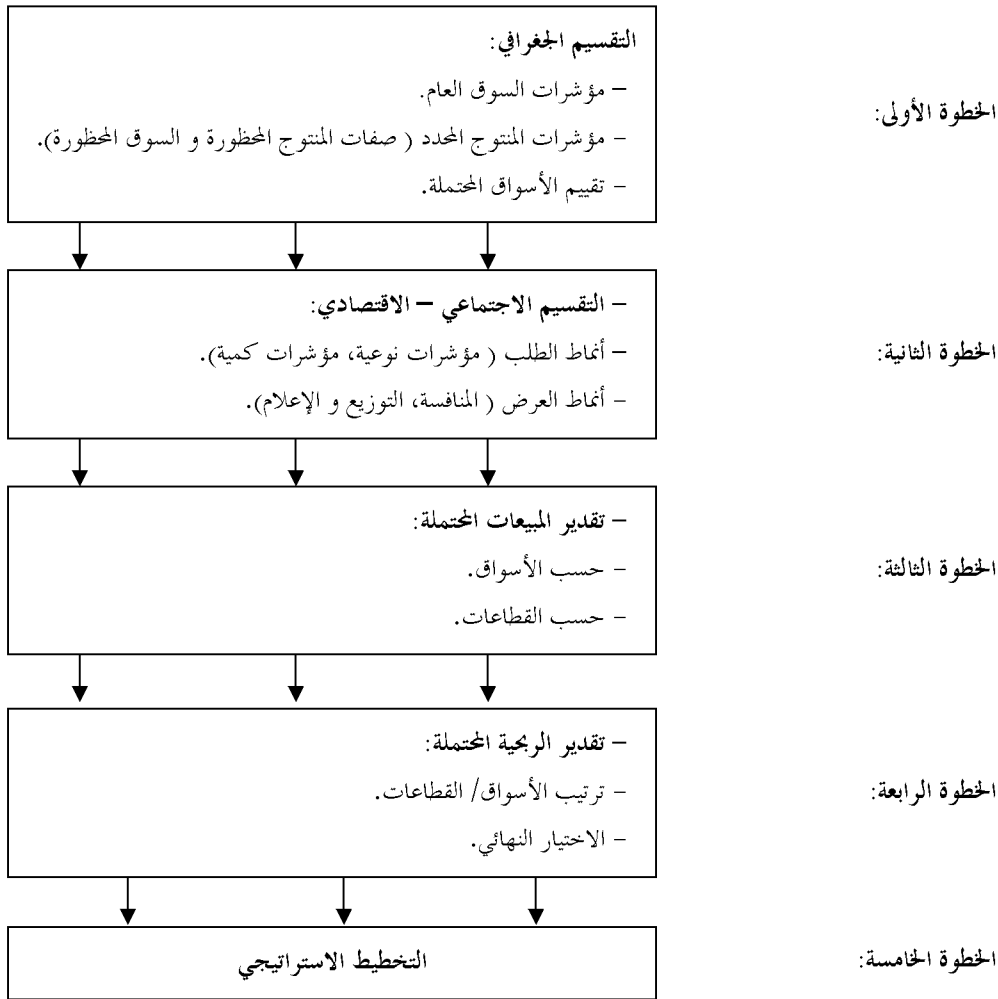 التقسيم الجغرافي:
– مؤشرات السوق العام.
الخطوة الأولى:
– مؤشرات المنتوج المحدد ( صفات المنتوج المحظورة و السوق المحظورة).
– تقييم الأسواق المحتملة.
– التقسيم الاجتماعي – الاقتصادي:
الخطوة الثانية:
– أنماط الطلب ( مؤشرات نوعية، مؤشرات كمية).
– أنماط العرض ( المنافسة، التوزيع و الإعلام).
– تقدير المبيعات المحتملة:
الخطوة الثالثة:
– حسب الأسواق.
– حسب القطاعات.
– تقدير الربحية المحتملة:
الخطوة الرابعة:
– ترتيب الأسواق/ القطاعات.
– الاختيار النهائي.
الخطوة الخامسة:
التخطيط الاستراتيجي